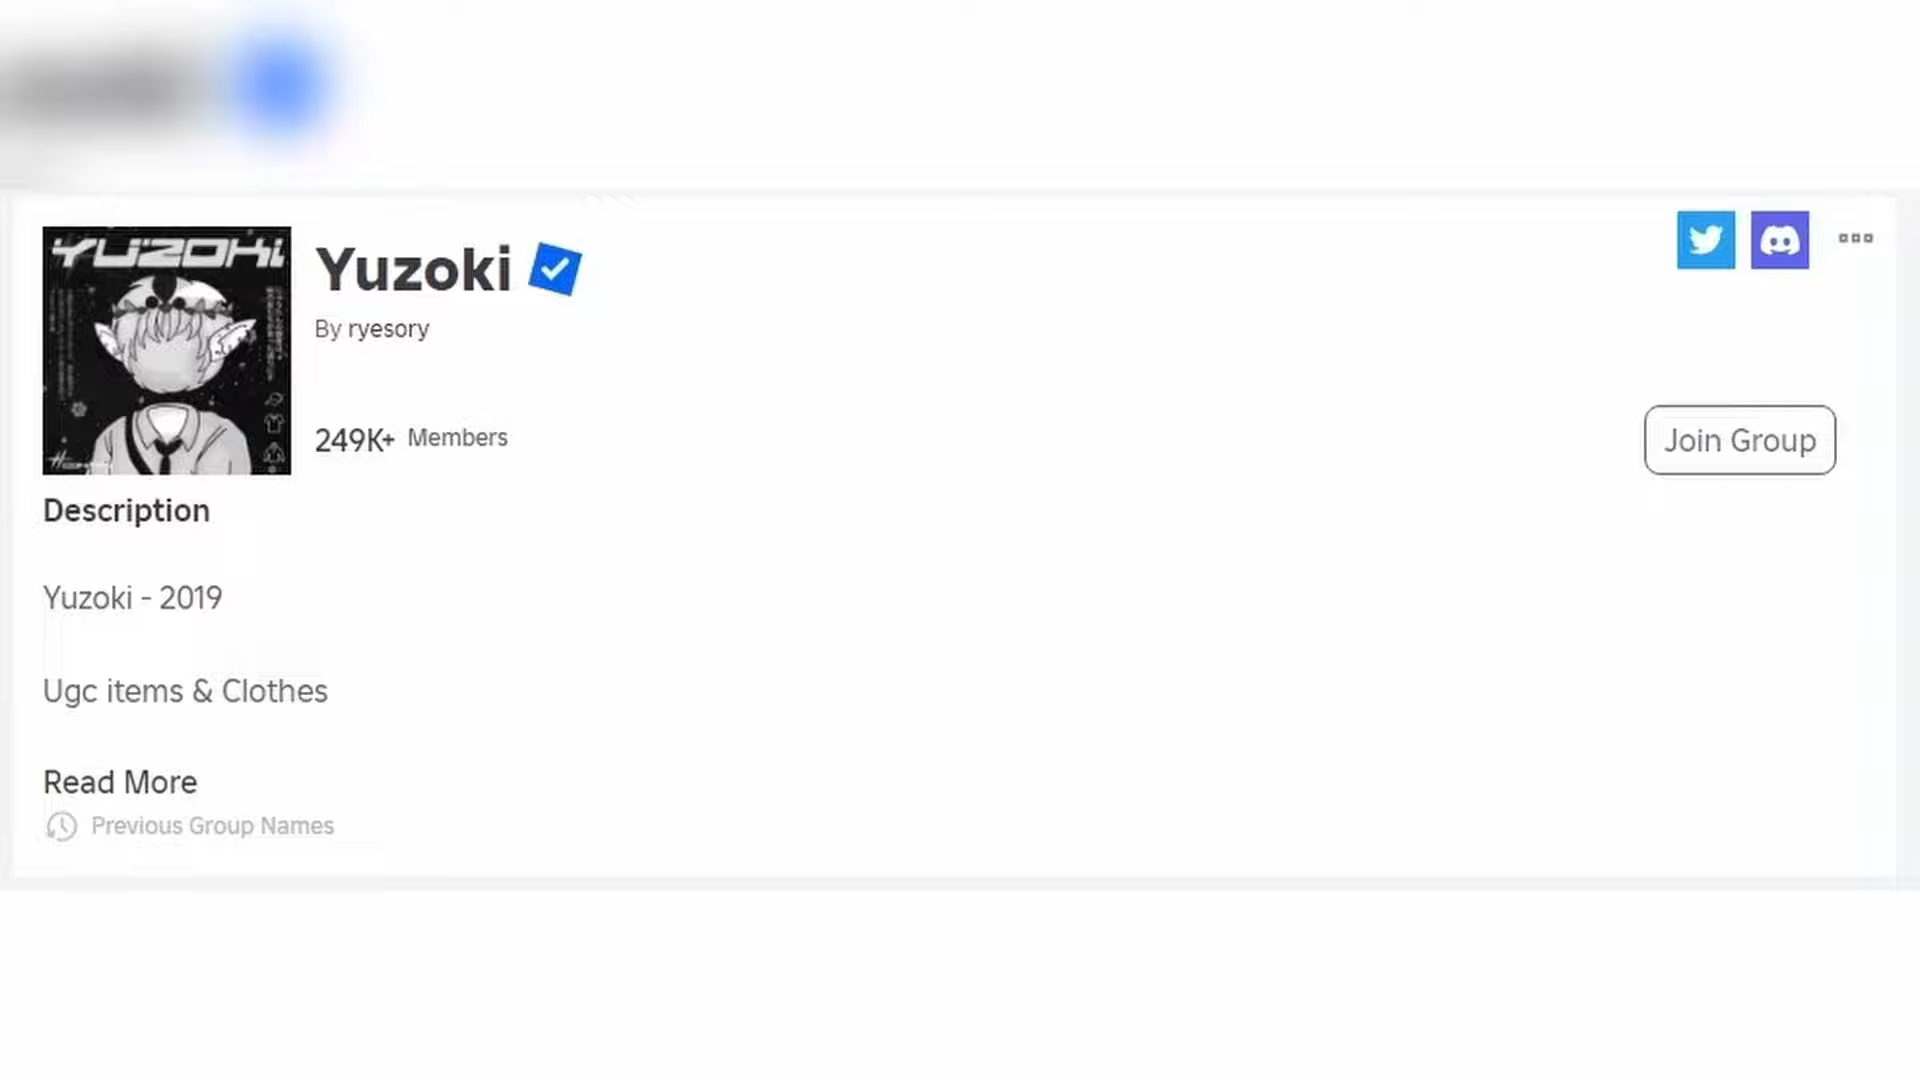 YUZOKI
Yuzoki
By ryesory
249K+ Members
Join Group
Description
Yuzoki - 2019
Ugc items & Clothes
Read More
Previous Group Names